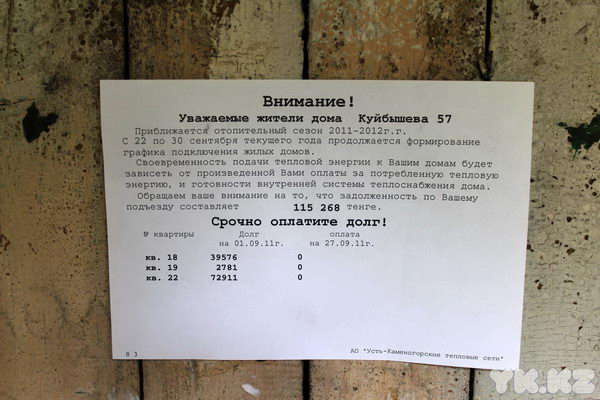 Внимание!
Уважаемые жители дома Куйбышева 57
Приближается отопительный сезон 2011-2012г.г.
С 22 по 30 сентября текущего года продолжается формирование
графика подключения жилых домов.
Своевременность подачи тепловой энергии к Вашим домам будет
зависеть от произведенной Вами оплаты за потребленную тепловую
энергию, и готовности внутренней системы теплоснабжения дома.
Обращаем ваше внимание на то, что задолженность по Вашему
подъезду составляет 115 268 тенге.
Срочно оплатите долг!
№ квартиры Долг оплата
на 01.09.11г. на 27.09.11г.
кв. 18 39576 0
кв. 19 2781 0
кв. 22 72911 0
В 3 АО "Усть-Каменогорские тепловые сети"
YK.KZ